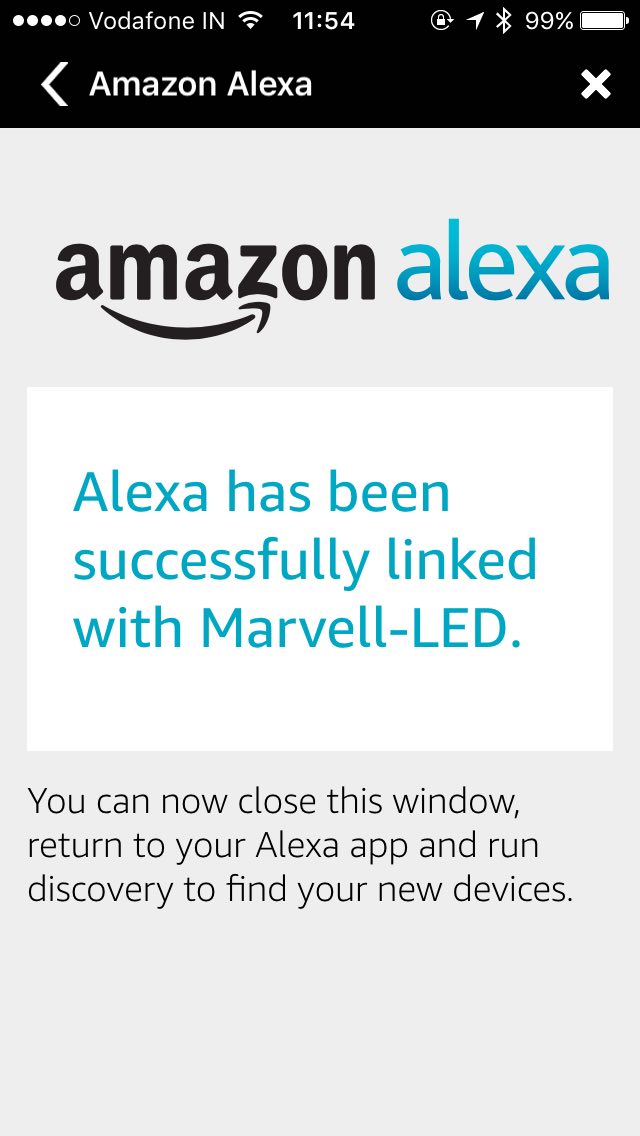 Vodafone IN 11:54 99%
Amazon Alexa
amazon alexa
Alexa has been
successfully linked
with Marvell-LED.
You can now close this window,
return to your Alexa app and run
discovery to find your new devices.